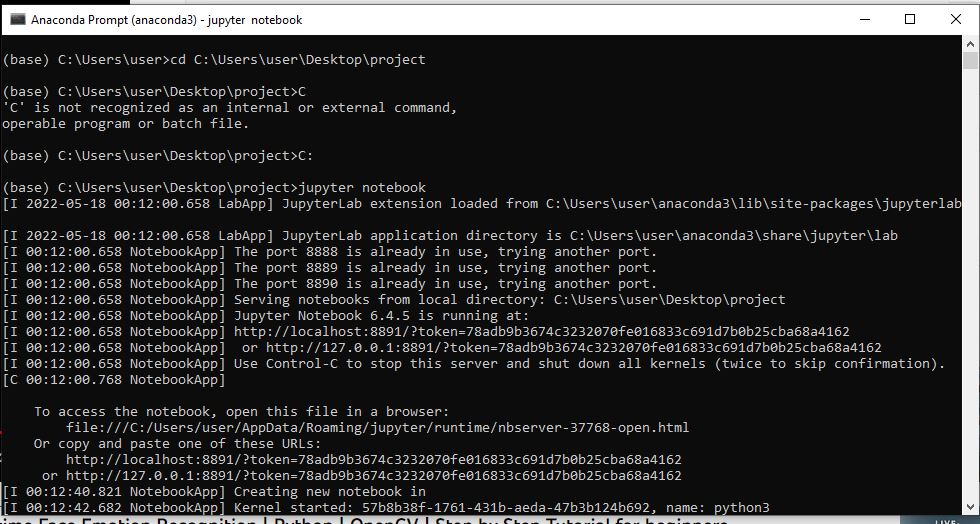 Anaconda Prompt (anaconda3) - jupyter notebook
(base) C:\Users\user>cd C:\Users\user\Desktop\project
(base) C:\Users\user\Desktop\project>C
'C' is not recognized as an internal or external command,
operable program or batch file.
(base) C:\Users\user\Desktop\project>C:
(base) C:\Users\user\Desktop\project>jupyter notebook
[I 2022-05-18 00:12:00.658 LabApp] JupyterLab extension loaded from C:\Users\user\anaconda3\lib\site-packages\jupyterlab
[I 2022-05-18 00:12:00.658 LabApp] JupyterLab application directory is C:\Users\user\anaconda3\share\jupyter\lab
[I 00:12:00.658 NotebookApp] The port 8888 is already in use, trying another port.
[I 00:12:00.658 NotebookApp] The port 8889 is already in use, trying another port.
[I 00:12:00.658 NotebookApp] The port 8890 is already in use, trying another port.
[I 00:12:00.658 NotebookApp] Serving notebooks from local directory: C:\Users\user\Desktop\project
[I 00:12:00.658 NotebookApp] Jupyter Notebook 6.4.5 is running at:
[I 00:12:00.658 NotebookApp] http://localhost:8891/?token=78adb9b3674c3232070fe016833c691d7b0b25cba68a4162
[I 00:12:00.658 NotebookApp]  or http://127.0.0.1:8891/?token=78adb9b3674c3232070fe016833c691d7b0b25cba68a4162
[I 00:12:00.658 NotebookApp] Use Control-C to stop this server and shut down all kernels (twice to skip confirmation).
[C 00:12:00.768 NotebookApp]
To access the notebook, open this file in a browser:
file:///C:/Users/user/AppData/Roaming/jupyter/runtime/nbserver-37768-open.html
Or copy and paste one of these URLs:
http://localhost:8891/?token=78adb9b3674c3232070fe016833c691d7b0b25cba68a4162
or http://127.0.0.1:8891/?token=78adb9b3674c3232070fe016833c691d7b0b25cba68a4162
[I 00:12:40.821 NotebookApp] Creating new notebook in
[I 00:12:42.682 NotebookApp] Kernel started: 57b8b38f-1761-431b-aeda-47b3b124b692, name: python3
Face Emotion Recognition | Python | OpenCV | Step by Step Tutorial for beginners
LIVE